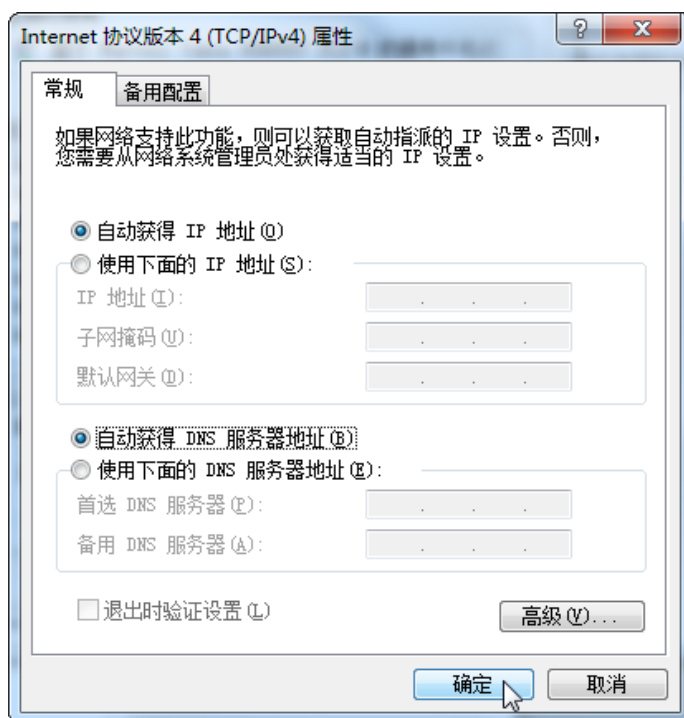 Internet 协议版本 4 (TCP/IPv4) 属性
?
常规
备用配置
如果网络支持此功能，则可以获取自动指派的 IP 设置。否则，
您需要从网络系统管理员处获得适当的 IP 设置。
自动获得 IP 地址(O)
使用下面的 IP 地址(S):
IP 地址(I):
子网掩码(U):
默认网关(D):
自动获得 DNS 服务器地址(B)
使用下面的 DNS 服务器地址(E):
首选 DNS 服务器(P):
备用 DNS 服务器(A):
退出时验证设置(L)
高级(V)...
确定
取消